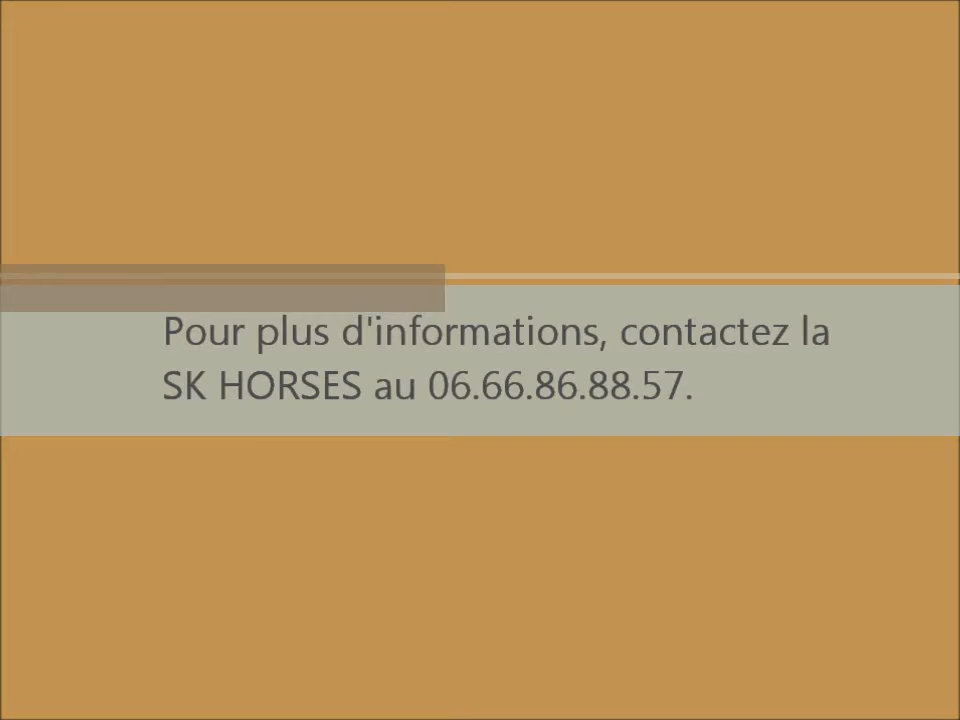 Pour plus d'informations, contactez la
SK HORSES au 06.66.86.88.57.